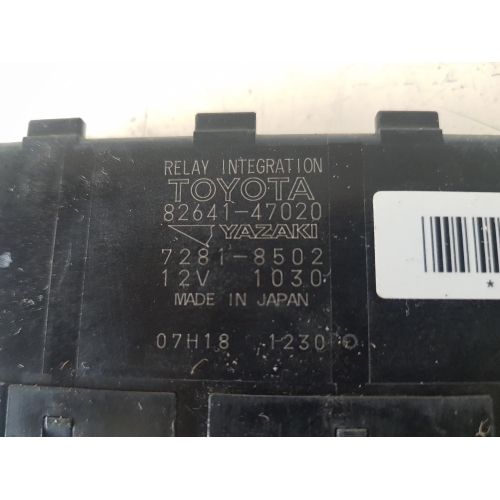 RELAY INTEGRATION
TOYOTA
82641-47020
YAZAKI
7281-8502
12V 1030
MADE IN JAPAN
07H18 1230
*